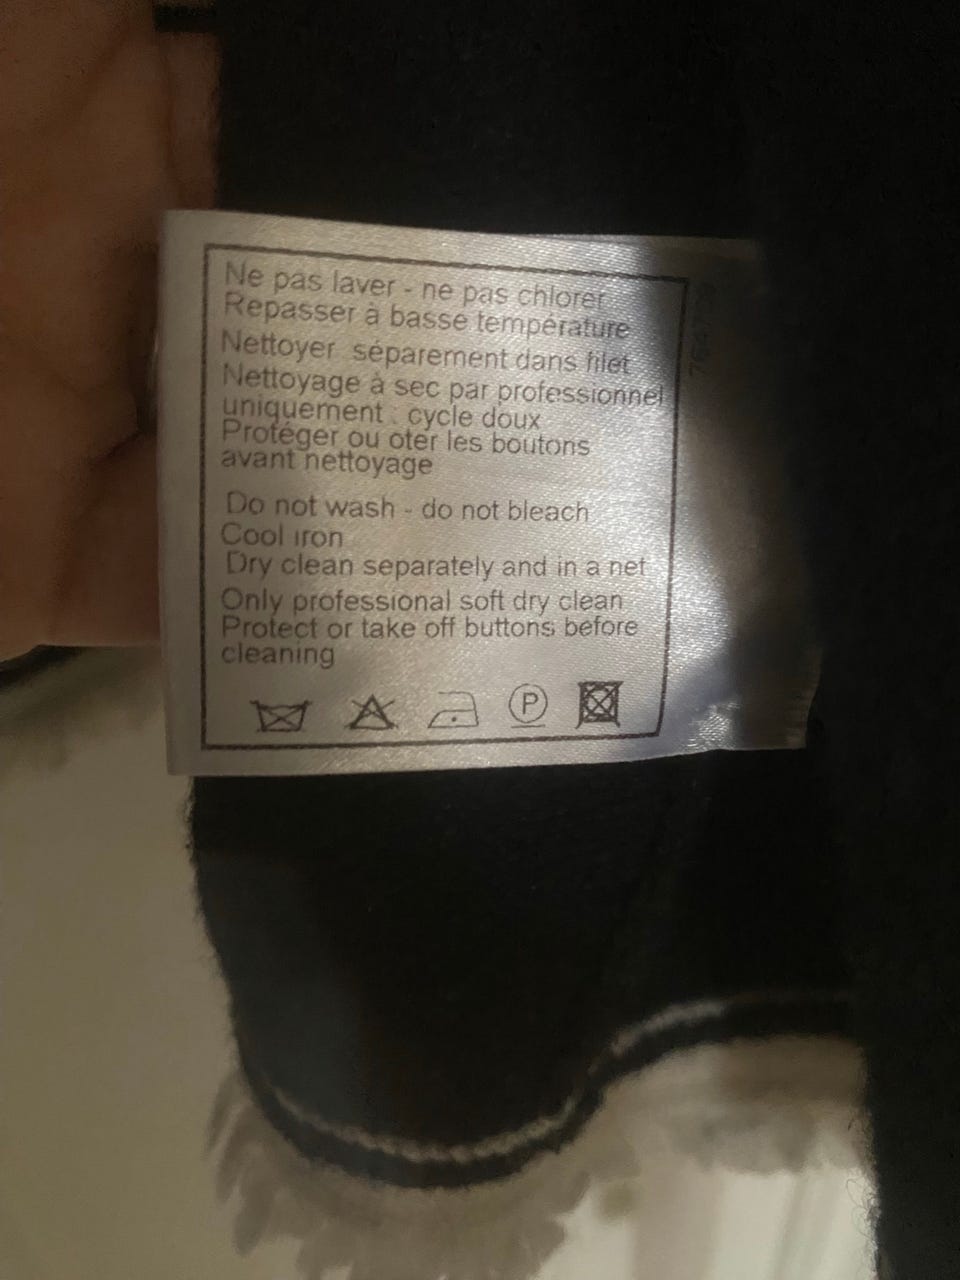 Ne pas laver - ne pas chlorer
Repasser à basse température
Nettoyer séparement dans filet
Nettoyage à sec par professionnel
uniquement : cycle doux
Protéger ou oter les boutons
avant nettoyage
Do not wash - do not bleach
Cool iron
Dry clean separately and in a net
Only professional soft dry clean
Protect or take off buttons before
cleaning
P